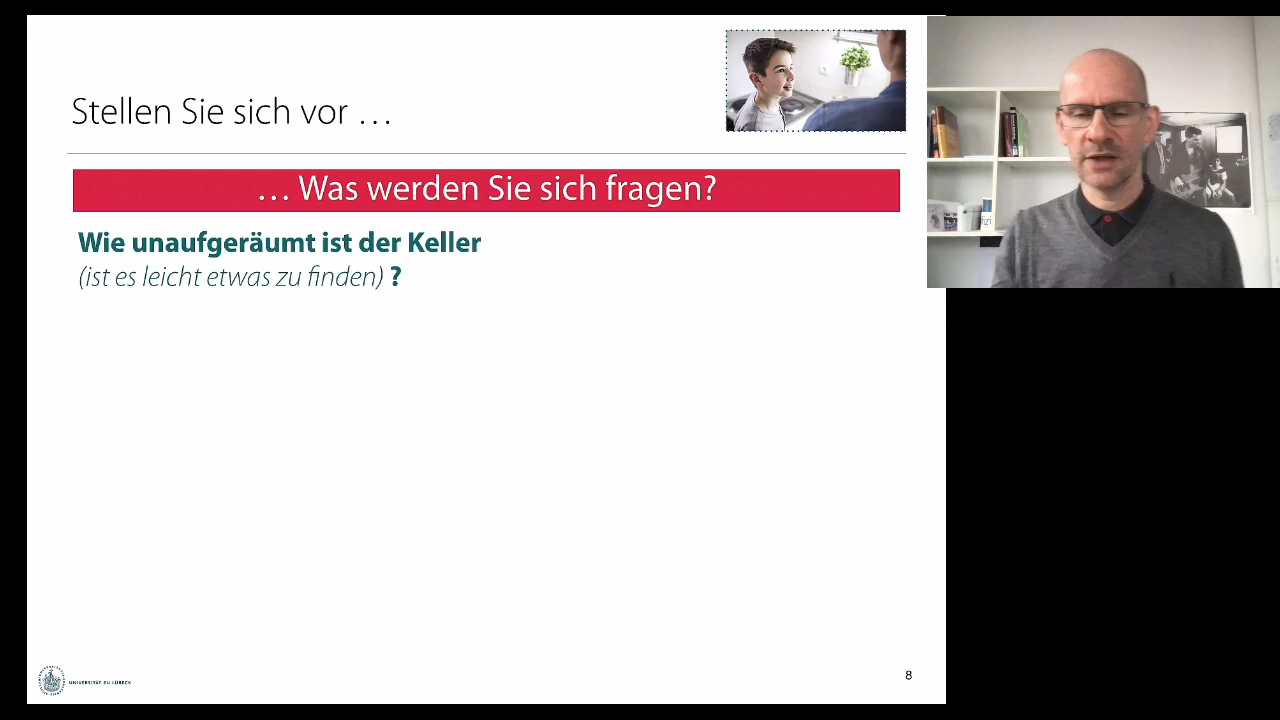 Stellen Sie sich vor …
… Was werden Sie sich fragen?
Wie unaufgeräumt ist der Keller
(ist es leicht etwas zu finden) ?
UNIVERSITÄT ZU LÜBECK
8